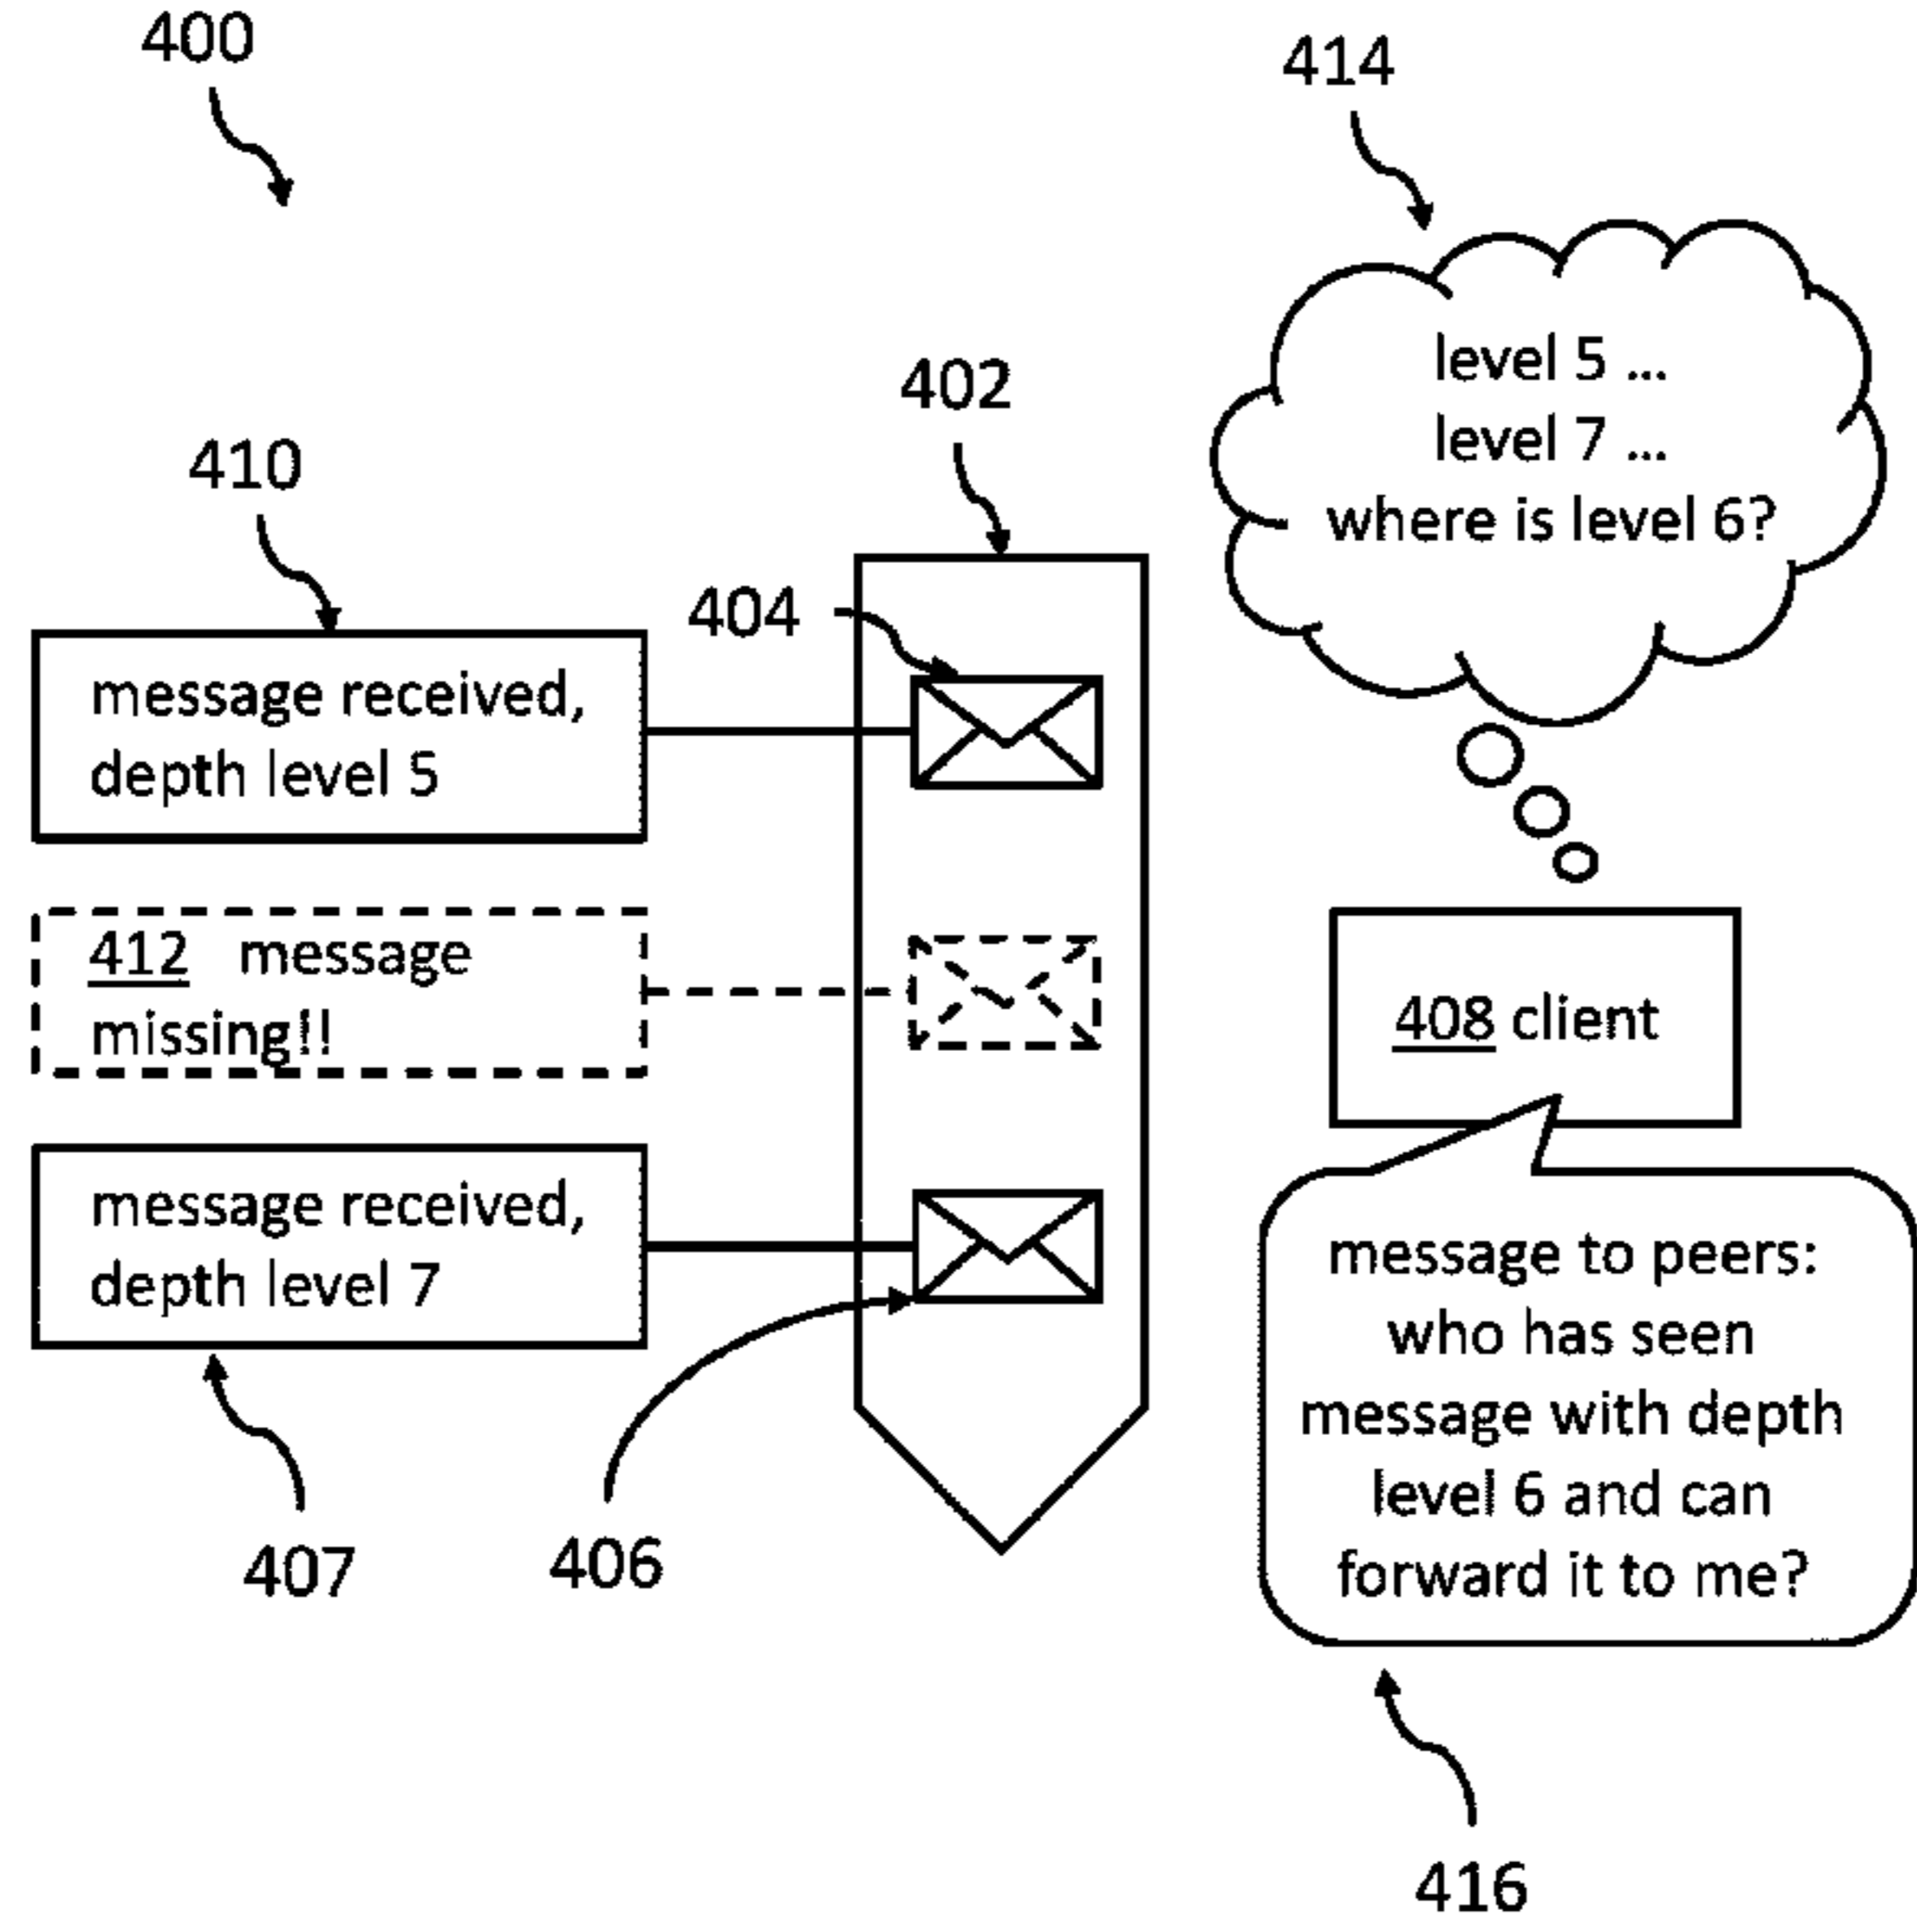 400
414
level 5 ...
level 7 ...
where is level 6?
402
410
404
message received,
depth level 5
412 message
missing!!
408 client
message received,
depth level 7
message to peers:
who has seen
message with depth
level 6 and can
forward it to me?
407
406
416